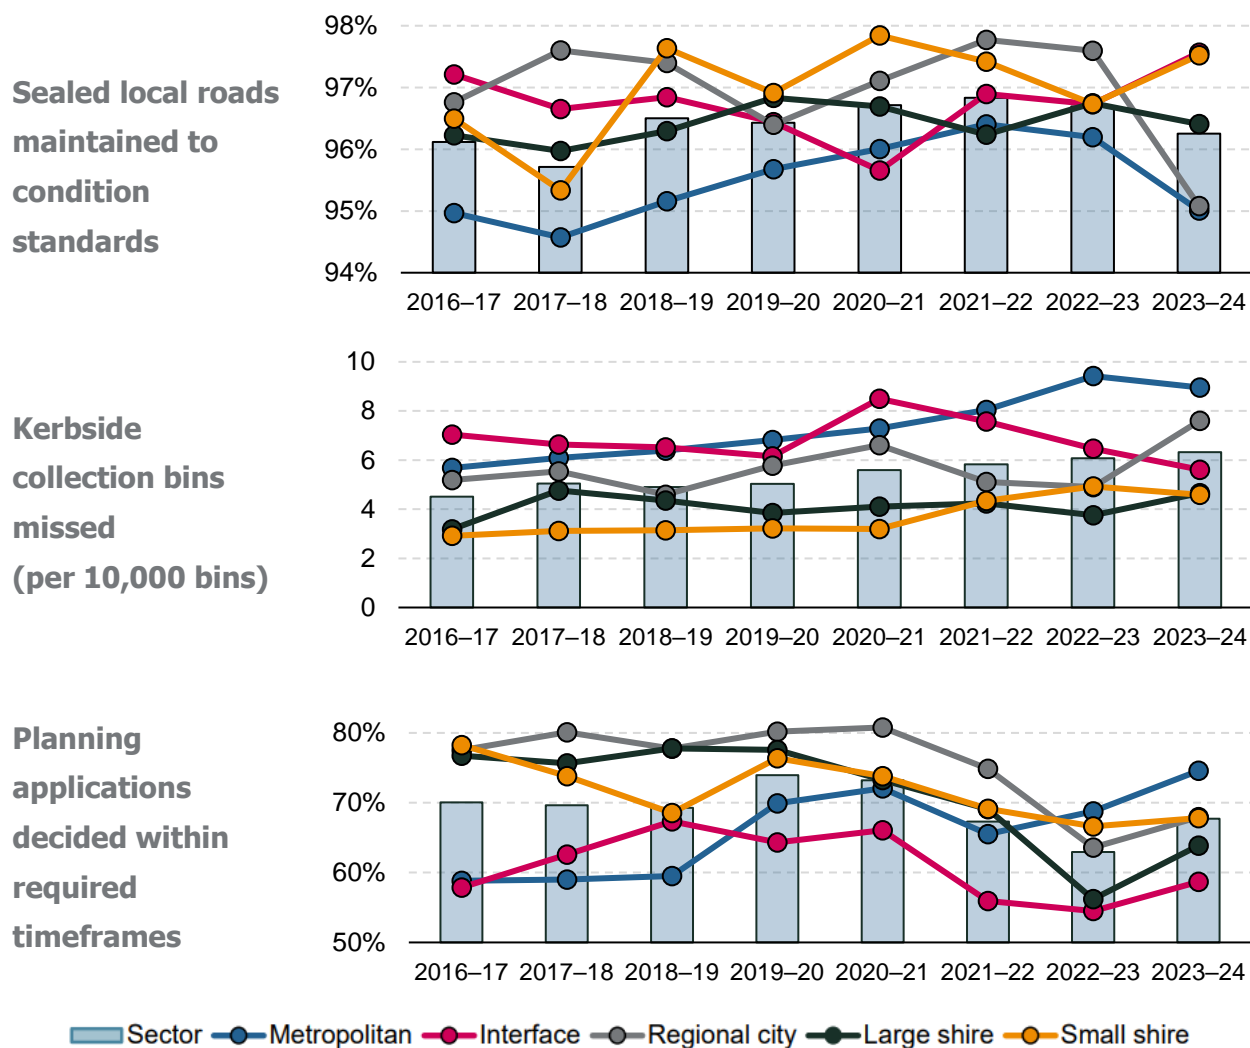 Sealed local roads
maintained to
condition
standards
98%
97%
96%
95%
94%
2016–17 2017–18 2018–19 2019–20 2020–21 2021–22 2022–23 2023–24
Kerbside
collection bins
missed
(per 10,000 bins)
10
8
6
4
2
0
2016–17 2017–18 2018–19 2019–20 2020–21 2021–22 2022–23 2023–24
Planning
applications
decided within
required
timeframes
80%
70%
60%
50%
2016–17 2017–18 2018–19 2019–20 2020–21 2021–22 2022–23 2023–24
Sector Metropolitan Interface Regional city Large shire Small shire